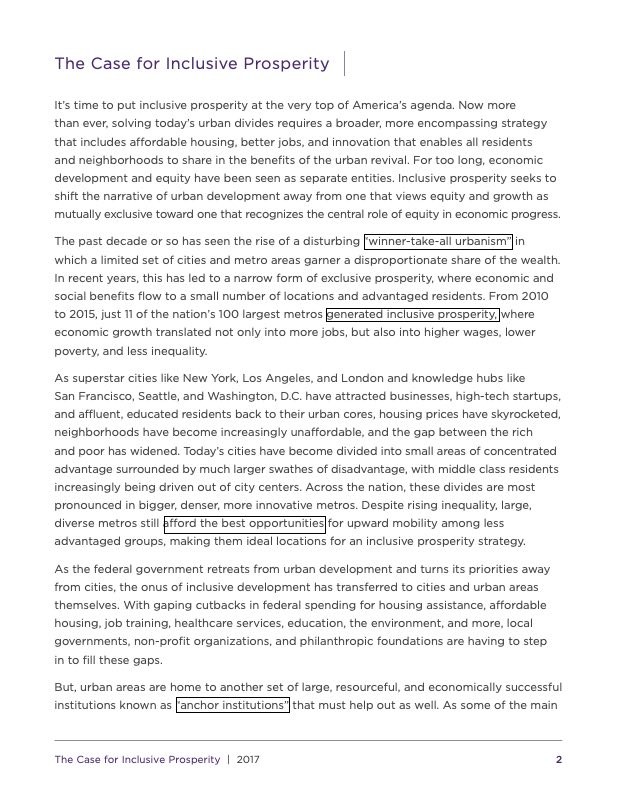 The Case for Inclusive Prosperity
It's time to put inclusive prosperity at the very top of America's agenda. Now more
than ever, solving today's urban divides requires a broader, more encompassing strategy
that includes affordable housing, better jobs, and innovation that enables all residents
and neighborhoods to share in the benefits of the urban revival. For too long, economic
development and equity have been seen as separate entities. Inclusive prosperity seeks to
shift the narrative of urban development away from one that views equity and growth as
mutually exclusive toward one that recognizes the central role of equity in economic progress.
The past decade or so has seen the rise of a disturbing "winner-take-all urbanism" in
which a limited set of cities and metro areas garner a disproportionate share of the wealth.
In recent years, this has led to a narrow form of exclusive prosperity, where economic and
social benefits flow to a small number of locations and advantaged residents. From 2010
to 2015, just 11 of the nation's 100 largest metros generated inclusive prosperity, where
economic growth translated not only into more jobs, but also into higher wages, lower
poverty, and less inequality.
As superstar cities like New York, Los Angeles, and London and knowledge hubs like
San Francisco, Seattle, and Washington, D.C. have attracted businesses, high-tech startups,
and affluent, educated residents back to their urban cores, housing prices have skyrocketed,
neighborhoods have become increasingly unaffordable, and the gap between the rich
and poor has widened. Today's cities have become divided into small areas of concentrated
advantage surrounded by much larger swathes of disadvantage, with middle class residents
increasingly being driven out of city centers. Across the nation, these divides are most
pronounced in bigger, denser, more innovative metros. Despite rising inequality, large,
diverse metros still afford the best opportunities for upward mobility among less
advantaged groups, making them ideal locations for an inclusive prosperity strategy.
As the federal government retreats from urban development and turns its priorities away
from cities, the onus of inclusive development has transferred to cities and urban areas
themselves. With gaping cutbacks in federal spending for housing assistance, affordable
housing, job training, healthcare services, education, the environment, and more, local
governments, non-profit organizations, and philanthropic foundations are having to step
in to fill these gaps.
But, urban areas are home to another set of large, resourceful, and economically successful
institutions known as "anchor institutions" that must help out as well. As some of the main
The Case for Inclusive Prosperity | 2017 2